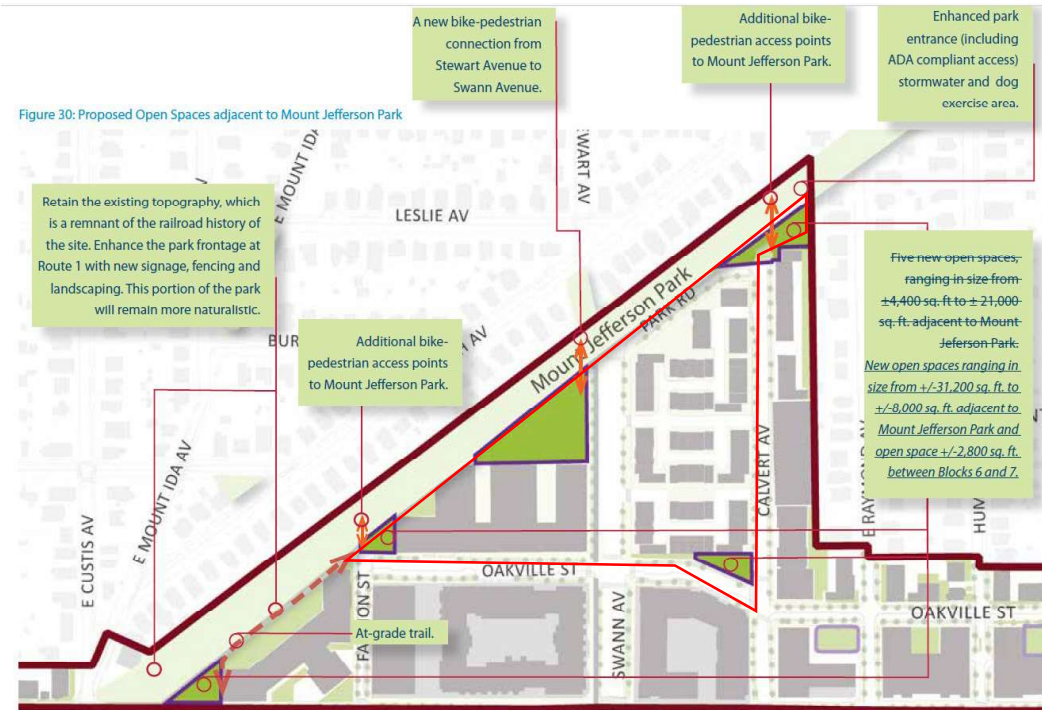 A new bike-pedestrian
connection from
Stewart Avenue to
Swann Avenue.
Additional bike-
pedestrian access points
to Mount Jefferson Park.
Enhanced park
entrance (including
ADA compliant access)
stormwater and dog
exercise area.
Figure 30: Proposed Open Spaces adjacent to Mount Jefferson Park
Retain the existing topography, which
is a remnant of the railroad history of
the site. Enhance the park frontage at
Route 1 with new signage, fencing and
landscaping. This portion of the park
will remain more naturalistic.
E MOUNT IDA
LESLIE AV
EWART AV
Five new open spaces,
ranging in size from
±4,400 sq. ft to ± 21,000
sq. ft. adjacent to Mount
Jeferson Park.
New open spaces ranging in
size from +/-31,200 sq. ft. to
+/-8,000 sq. ft. adjacent to
Mount Jefferson Park and
open space +/-2,800 sq. ft.
between Blocks 6 and 7.
BUR
AV
Additional bike-
pedestrian access points
to Mount Jefferson Park.
Mount Jefferson Park
PARK RD
CALVERT AV
E RAYMOND AV
HUM
E MOUNT IDA AV
E CUSTIS AV
OAKVILLE ST
OAKVILLE ST
SWANN AV
At-grade trail.
FA
ON ST